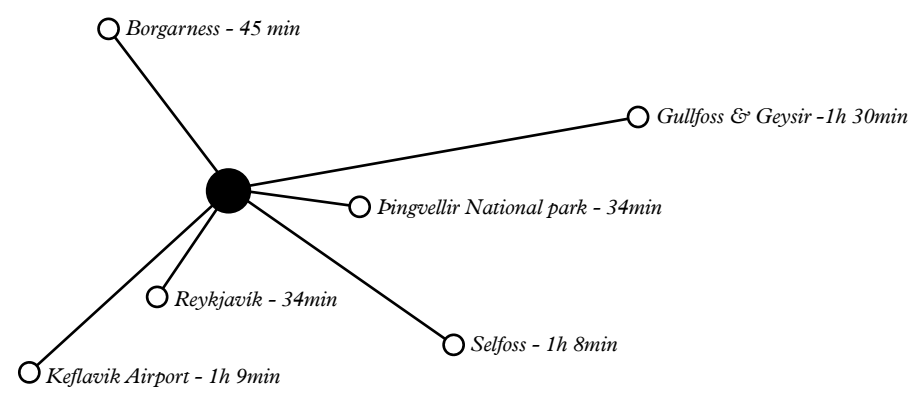 Borgarness - 45 min
Gullfoss & Geysir -1h 30min
Þingvellir National park - 34min
Reykjavík - 34min
Selfoss - 1h 8min
Keflavik Airport - 1h 9min